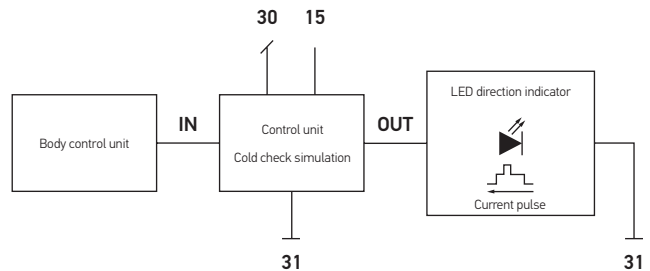 30 15
LED direction indicator
Body control unit
IN
Control unit
Cold check simulation
OUT
Current pulse
31
31